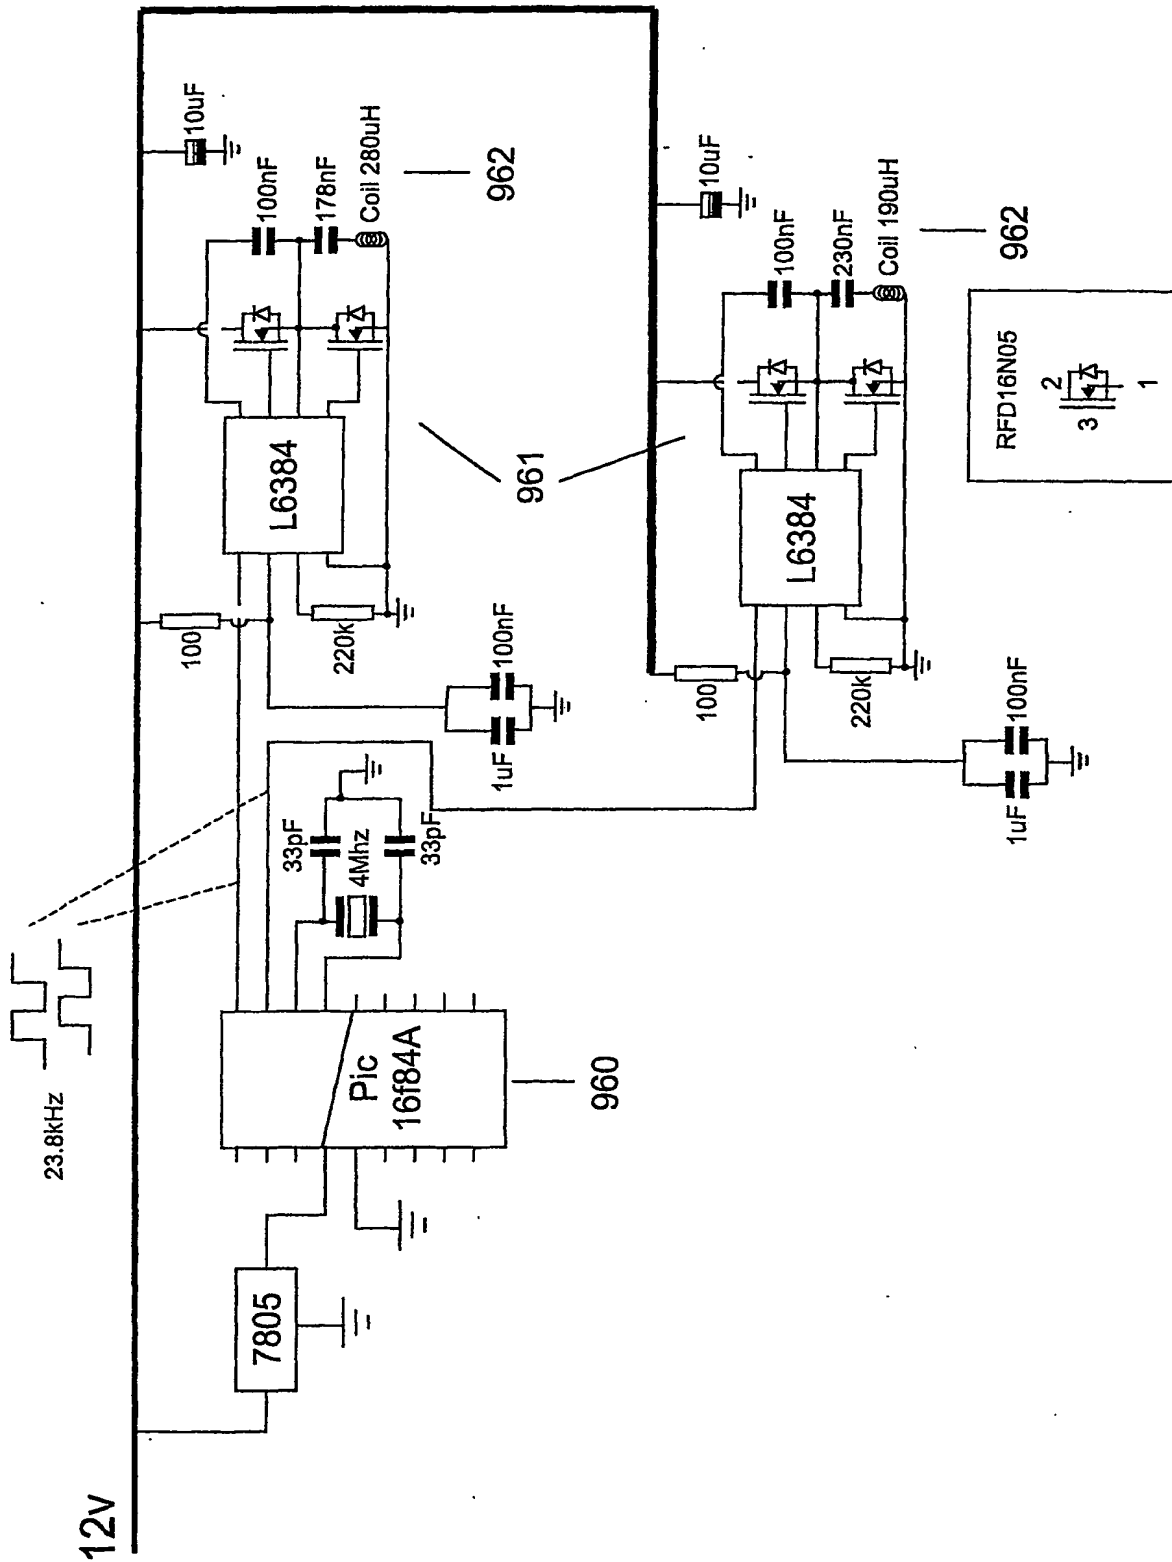 12v
23.8kHz
7805
Pic
16f84A
960
33pF
4Mhz
33pF
100
220k
1uF
100nF
L6384
961
10uF
100nF
178nF
Coil 280uH
962
100
220k
1uF
100nF
L6384
10uF
100nF
230nF
Coil 190uH
962
RFD16N05
2
3
1